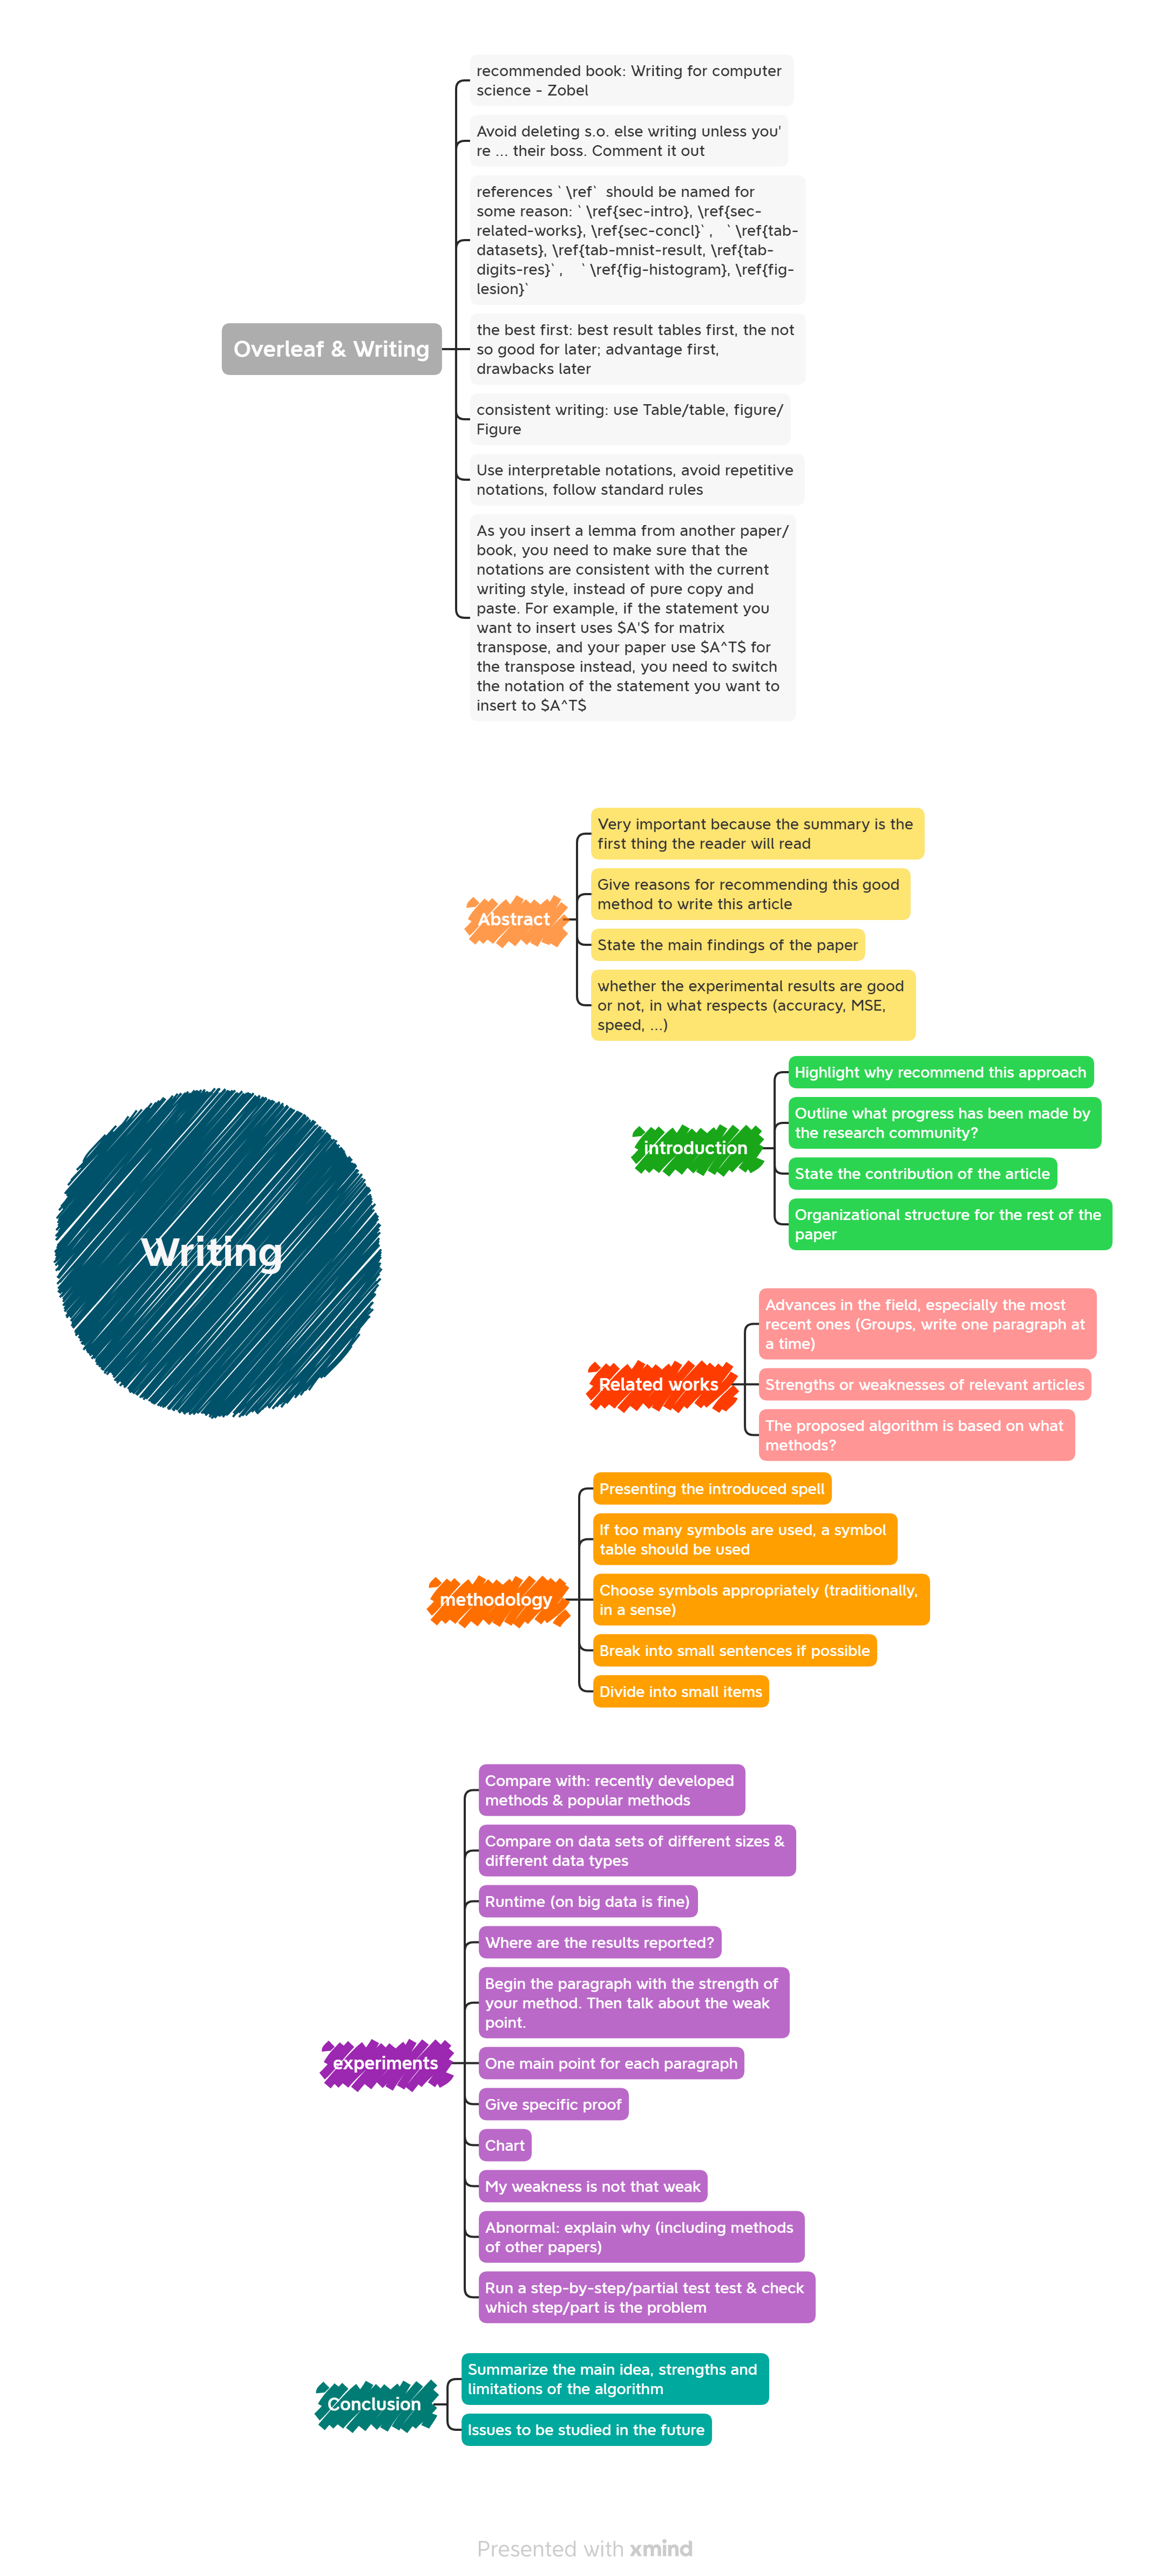 recommended book: Writing for computer
science - Zobel
Avoid deleting s.o. else writing unless you'
re ... their boss. Comment it out
references `\ref` should be named for
some reason: `\ref{sec-intro}, \ref{sec-
related-works}, \ref{sec-concl}`, `\ref{tab-
datasets}, \ref{tab-mnist-result, \ref{tab-
digits-res}`, `\ref{fig-histogram}, \ref{fig-
lesion}`
Overleaf & Writing
the best first: best result tables first, the not
so good for later; advantage first,
drawbacks later
consistent writing: use Table/table, figure/
Figure
Use interpretable notations, avoid repetitive
notations, follow standard rules
As you insert a lemma from another paper/
book, you need to make sure that the
notations are consistent with the current
writing style, instead of pure copy and
paste. For example, if the statement you
want to insert uses $A'$ for matrix
transpose, and your paper use $A^T$ for
the transpose instead, you need to switch
the notation of the statement you want to
insert to $A^T$
Abstract
Very important because the summary is the
first thing the reader will read
Give reasons for recommending this good
method to write this article
State the main findings of the paper
whether the experimental results are good
or not, in what respects (accuracy, MSE,
speed, ...)
introduction
Highlight why recommend this approach
Outline what progress has been made by
the research community?
State the contribution of the article
Organizational structure for the rest of the
paper
Writing
Related works
Advances in the field, especially the most
recent ones (Groups, write one paragraph at
a time)
Strengths or weaknesses of relevant articles
The proposed algorithm is based on what
methods?
methodology
Presenting the introduced spell
If too many symbols are used, a symbol
table should be used
Choose symbols appropriately (traditionally,
in a sense)
Break into small sentences if possible
Divide into small items
experiments
Compare with: recently developed
methods & popular methods
Compare on data sets of different sizes &
different data types
Runtime (on big data is fine)
Where are the results reported?
Begin the paragraph with the strength of
your method. Then talk about the weak
point.
One main point for each paragraph
Give specific proof
Chart
My weakness is not that weak
Abnormal: explain why (including methods
of other papers)
Run a step-by-step/partial test test & check
which step/part is the problem
Conclusion
Summarize the main idea, strengths and
limitations of the algorithm
Issues to be studied in the future
Presented with xmind